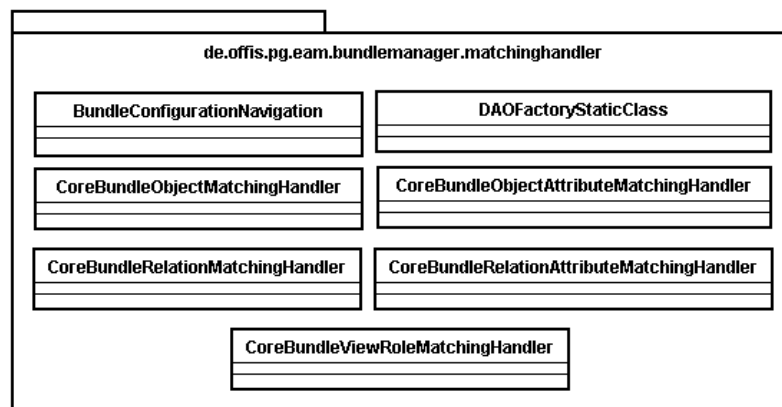 de.offis.pg.eam.bundlemanager.matchinghandler
BundleConfigurationNavigation
DAOFactoryStaticClass
CoreBundleObjectMatchingHandler
CoreBundleObjectAttributeMatchingHandler
CoreBundleRelationMatchingHandler
CoreBundleRelationAttributeMatchingHandler
CoreBundleViewRoleMatchingHandler